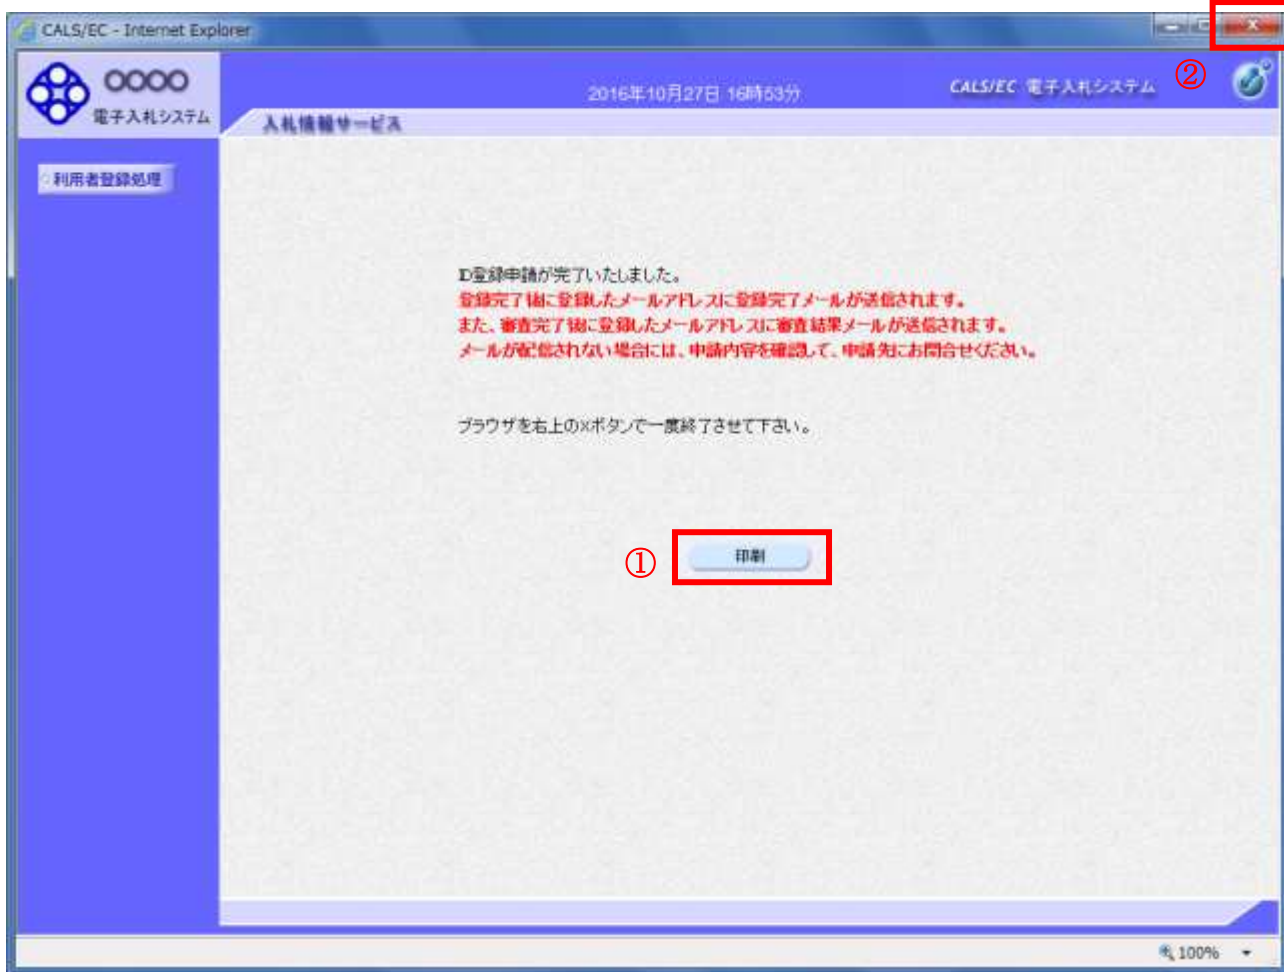 CALS/EC - Internet Explorer
②
○○○○
電子入札システム
2016年10月27日 16時53分
CALS/EC 電子入札システム
入札情報サービス
利用者登録処理
ID登録申請が完了いたしました。
登録完了後に登録したメールアドレスに登録完了メールが送信されます。
また、審査完了後に登録したメールアドレスに審査結果メールが送信されます。
メールが配信されない場合には、申請内容を確認して、申請先にお問合せください。
ブラウザを右上の×ボタンで一度終了させて下さい。
①
印刷
100%